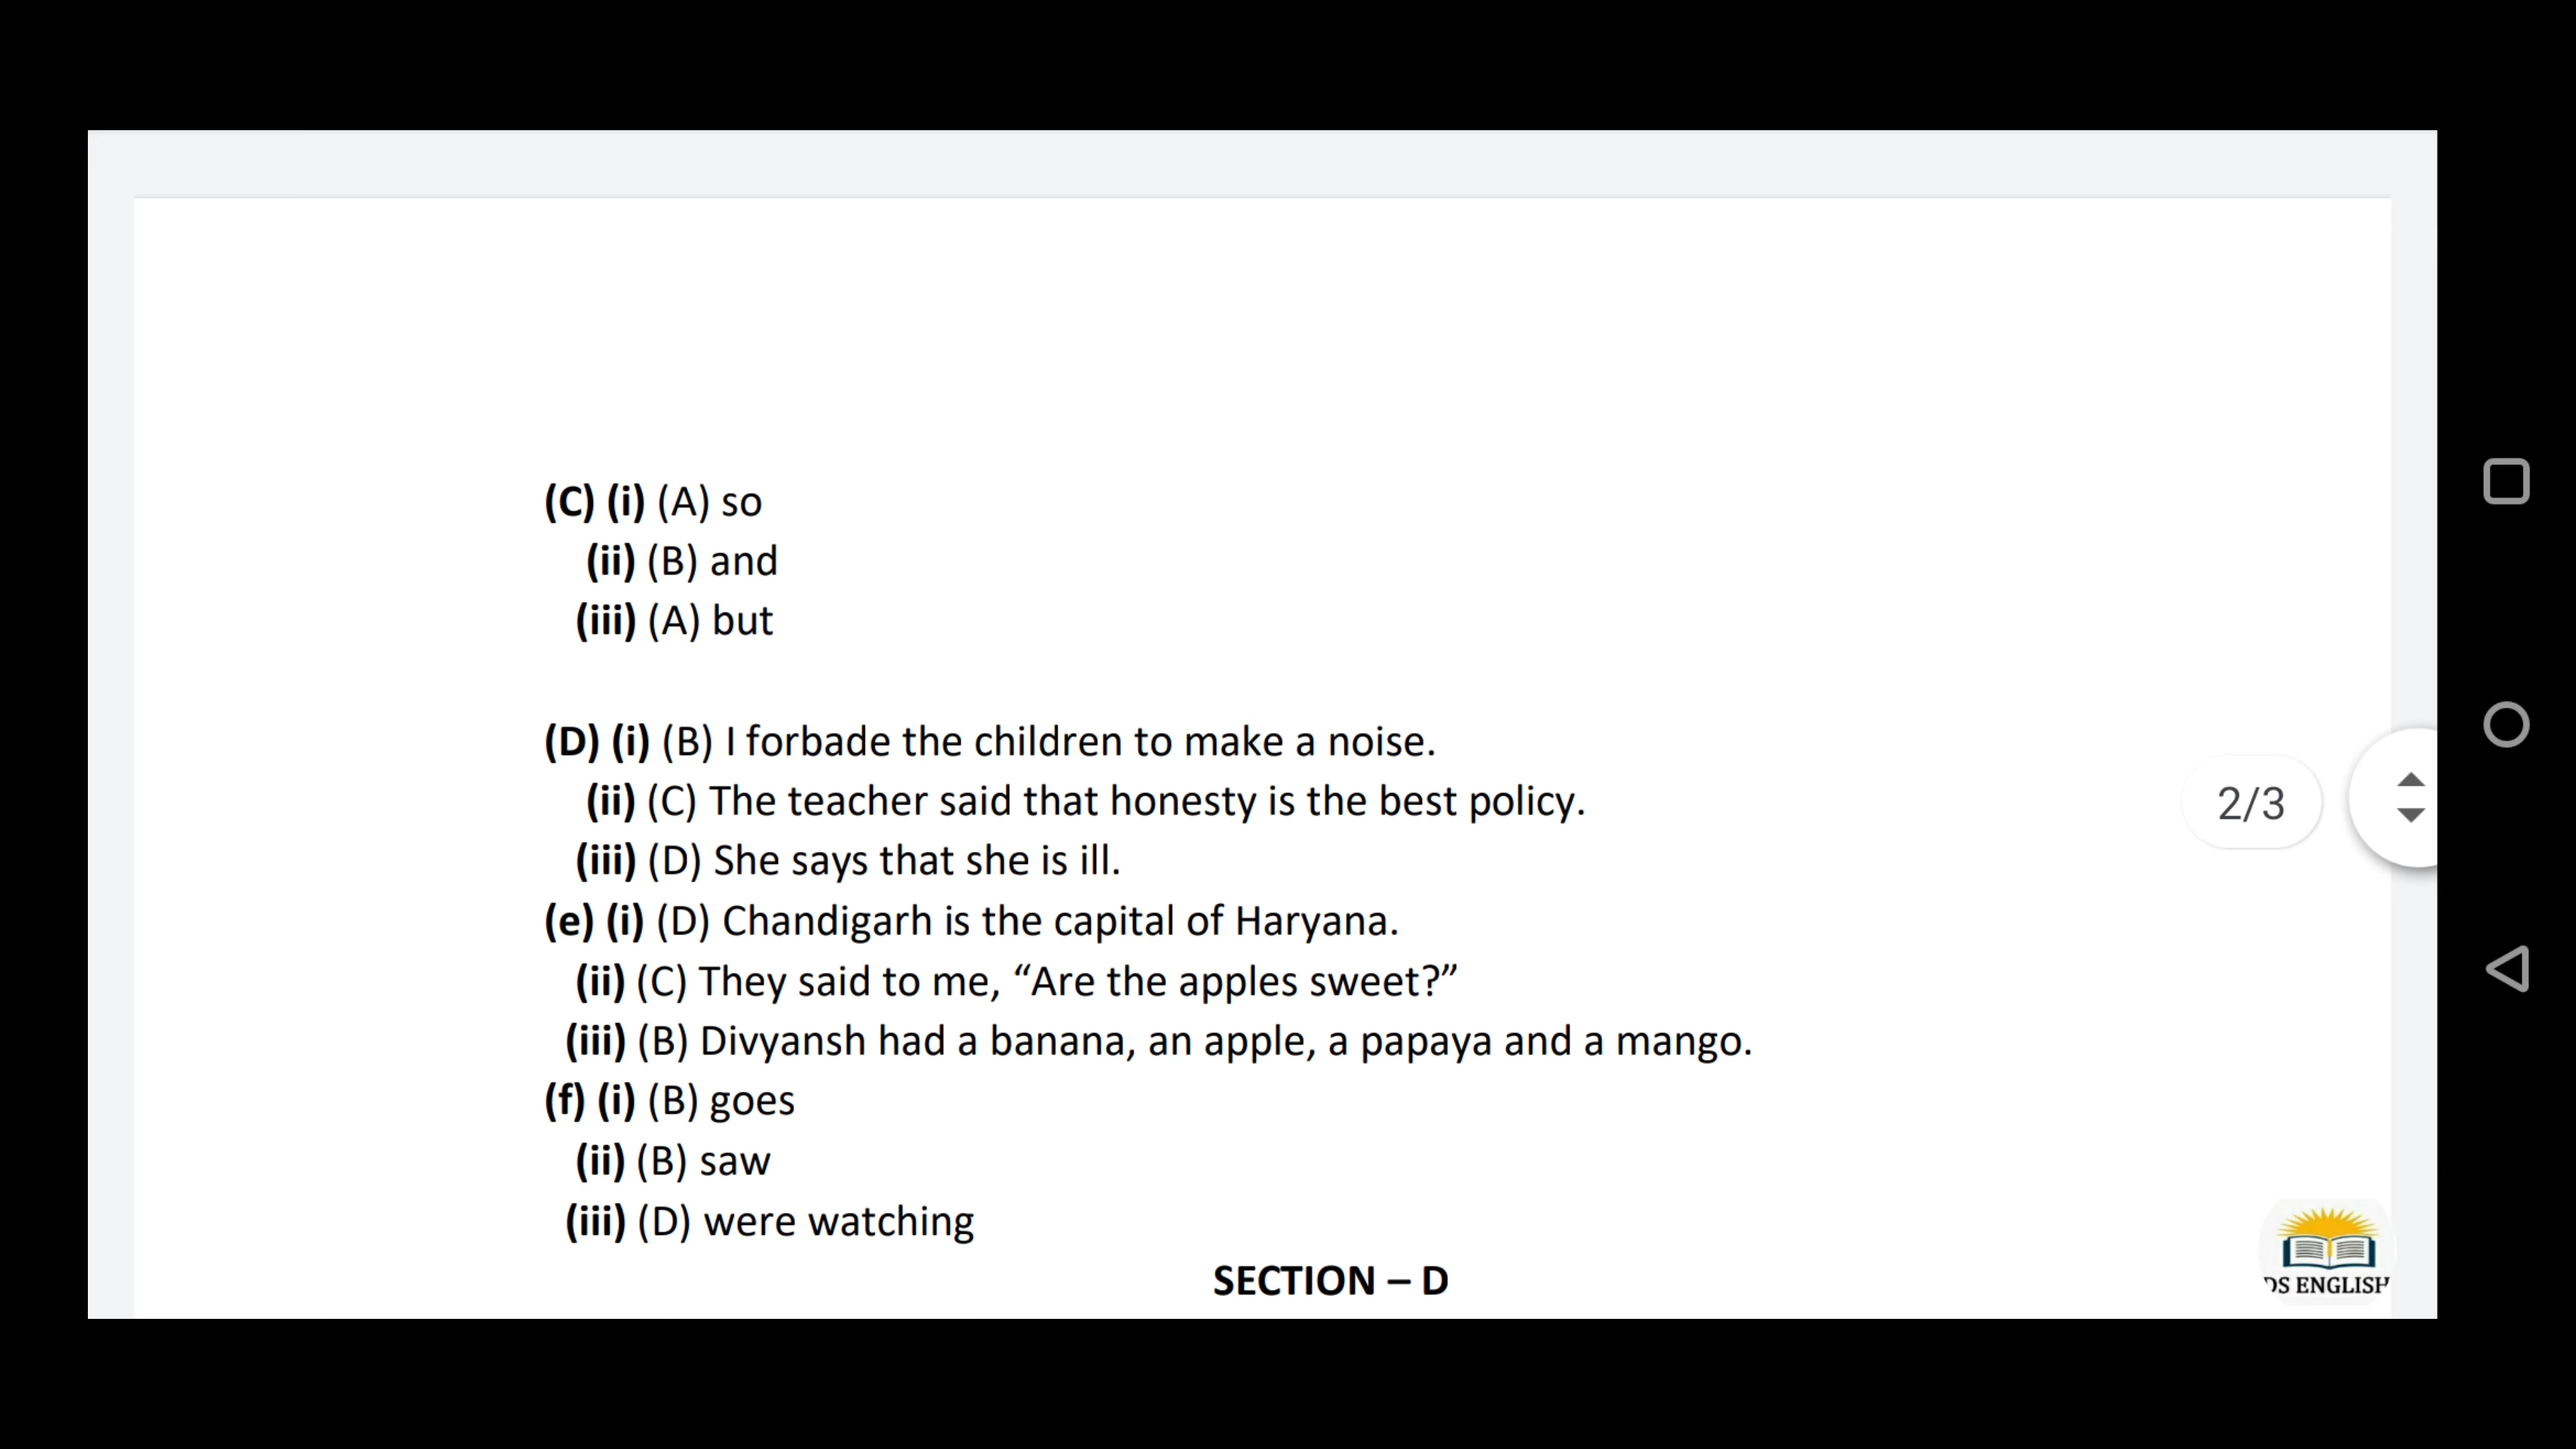 (C) (i) (A) so
(ii) (B) and
(iii) (A) but
(D) (i) (B) I forbade the children to make a noise.
(ii) (C) The teacher said that honesty is the best policy.
(iii) (D) She says that she is ill.
(e) (i) (D) Chandigarh is the capital of Haryana.
(ii) (C) They said to me, “Are the apples sweet?”
(iii) (B) Divyansh had a banana, an apple, a papaya and a mango.
(f) (i) (B) goes
(ii) (B) saw
(iii) (D) were watching
SECTION – D
2/3
DS ENGLISH